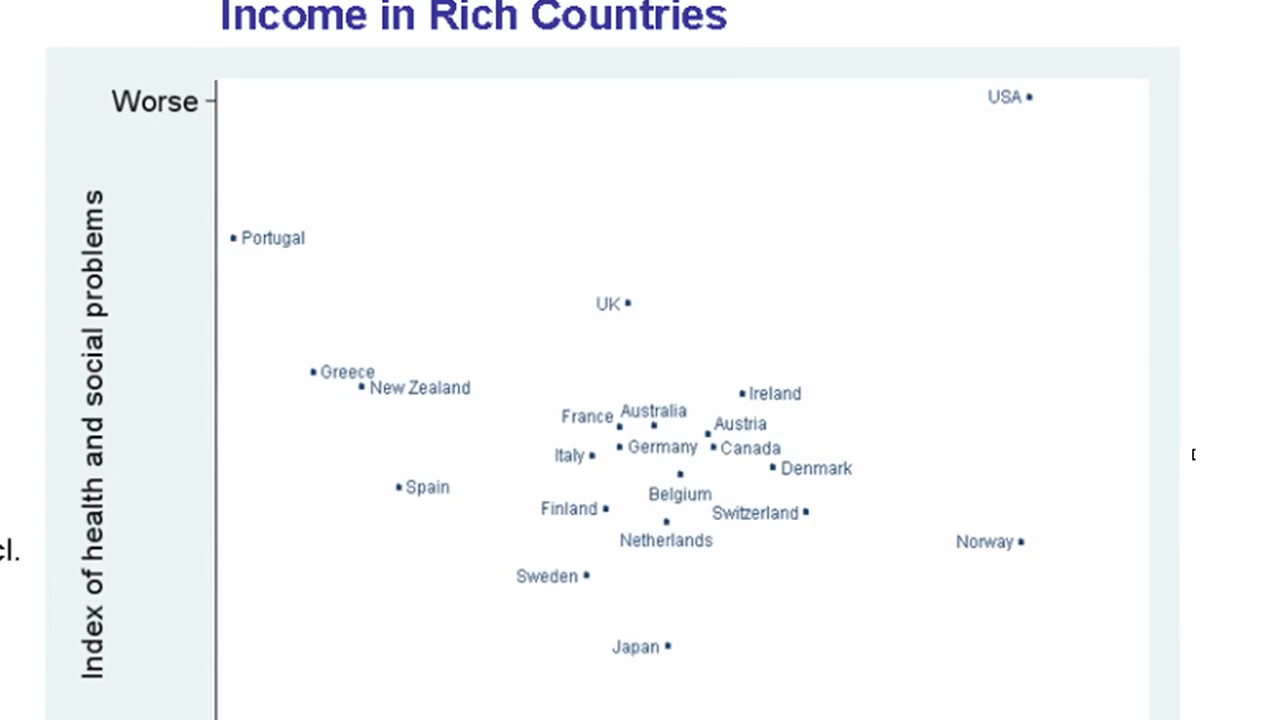 Income in Rich Countries
Worse
USA
Index of health and social problems
Portugal
UK
Greece
New Zealand
Ireland
France
Australia
Austria
Italy
Germany
Canada
Denmark
Spain
Belgium
Finland
Switzerland
Netherlands
Norway
cl.
Sweden
Japan